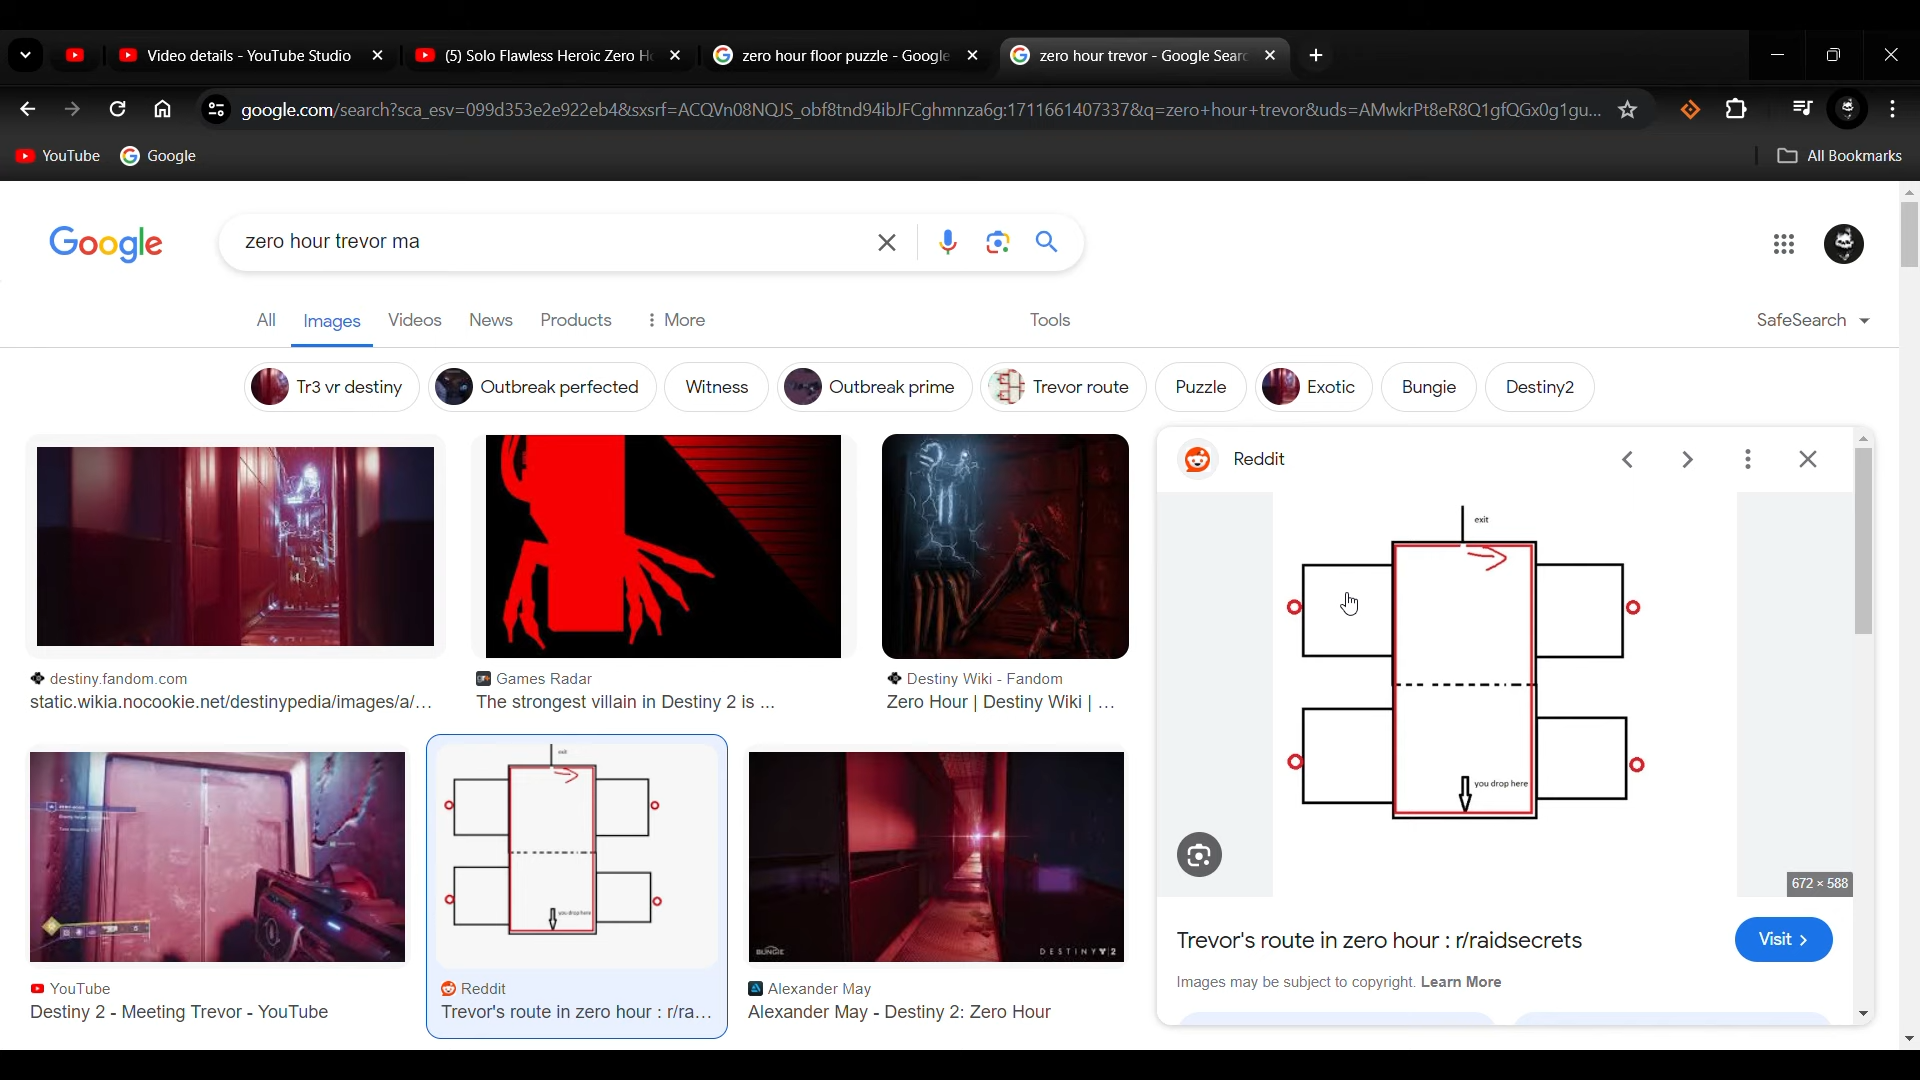 Video details - YouTube Studio
(5) Solo Flawless Heroic Zero H
zero hour floor puzzle - Google
zero hour trevor - Google Searc
google.com/search?sca_esv=099d353e2e922eb4&sxsrf=ACQVn08NQJS_obf8tnd94ibJFCghmnza6g:1711661407337&q=zero+hour+trevor&uds=AMwkrPt8eR8Q1gfQGx0g1gu...
YouTube
Google
All Bookmarks
Google
zero hour trevor ma
All
Images
Videos
News
Products
More
Tools
SafeSearch
Tr3 vr destiny
Outbreak perfected
Witness
Outbreak prime
Trevor route
Puzzle
Exotic
Bungie
Destiny2
destiny.fandom.com
static.wikia.nocookie.net/destinypedia/images/a/...
Games Radar
The strongest villain in Destiny 2 is ...
Destiny Wiki - Fandom
Zero Hour | Destiny Wiki | ...
Reddit
exit
you drop here
672 × 588
Trevor's route in zero hour : r/raidsecrets
Visit
Images may be subject to copyright. Learn More
YouTube
Destiny 2 - Meeting Trevor - YouTube
exit
you drop here
Reddit
Trevor's route in zero hour : r/ra...
BUNGIE
DESTINY 2
Alexander May
Alexander May - Destiny 2: Zero Hour